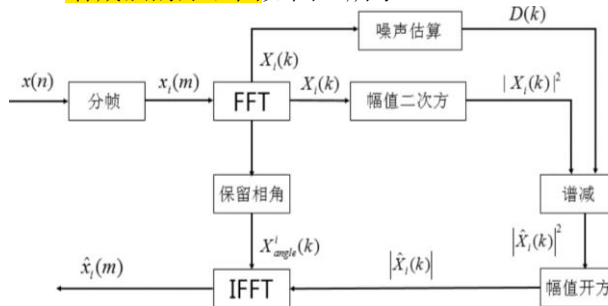 噪声估算
D(k)
X_i(k)
x(n)
分帧
x_i(m)
FFT
X_i(k)
幅值二次方
|X_i(k)|²
保留相角
谱减
X^i_angle(k)
|X̂_i(k)|²
x̂_i(m)
IFFT
|X̂_i(k)|
幅值开方